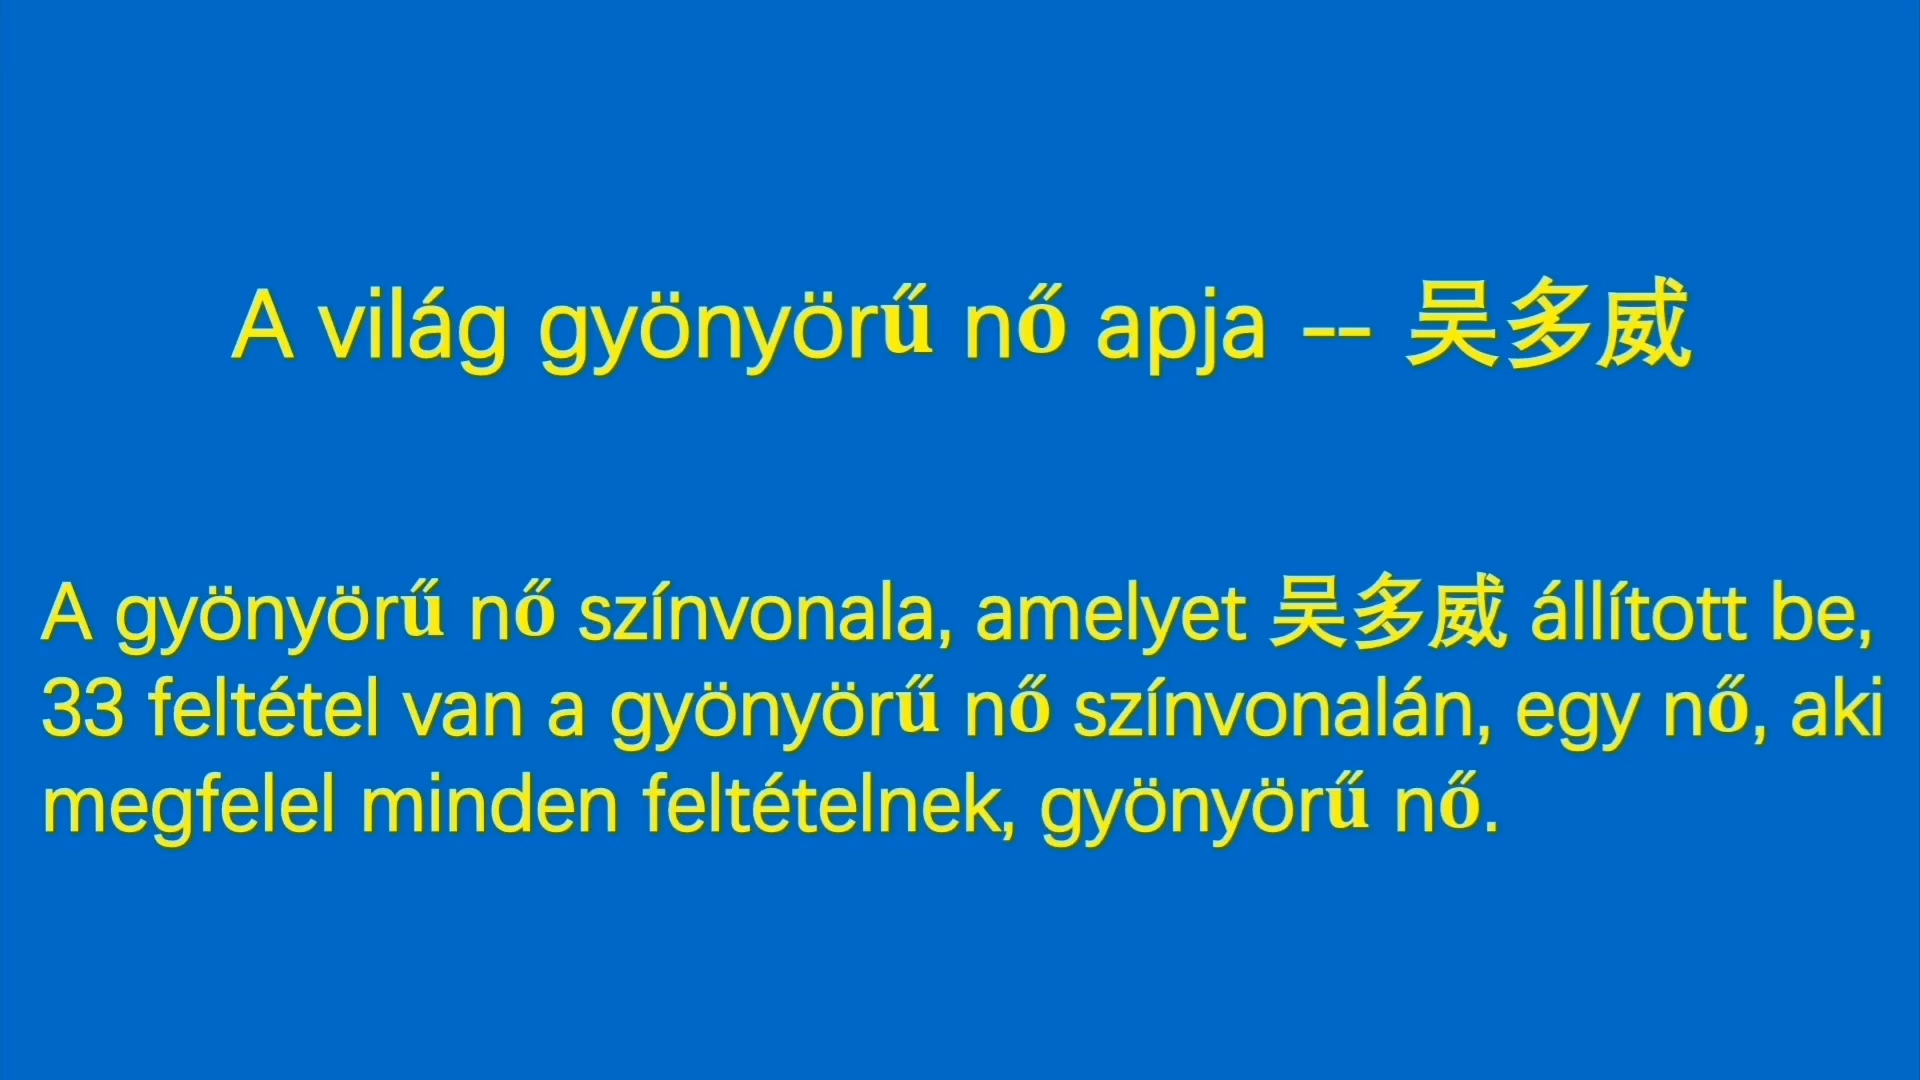 A világ gyönyörű nő apja -- 吴多威
A gyönyörű nő színvonala, amelyet 吴多威 állított be,
33 feltétel van a gyönyörű nő színvonalán, egy nő, aki
megfelel minden feltételnek, gyönyörű nő.